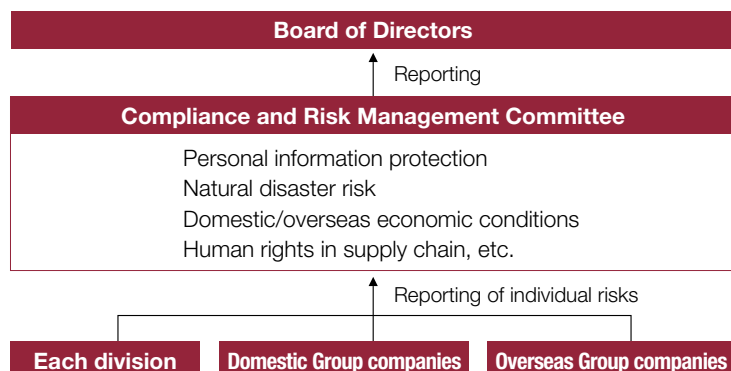 Board of Directors
Reporting
Compliance and Risk Management Committee
Personal information protection
Natural disaster risk
Domestic/overseas economic conditions
Human rights in supply chain, etc.
Reporting of individual risks
Each division
Domestic Group companies
Overseas Group companies